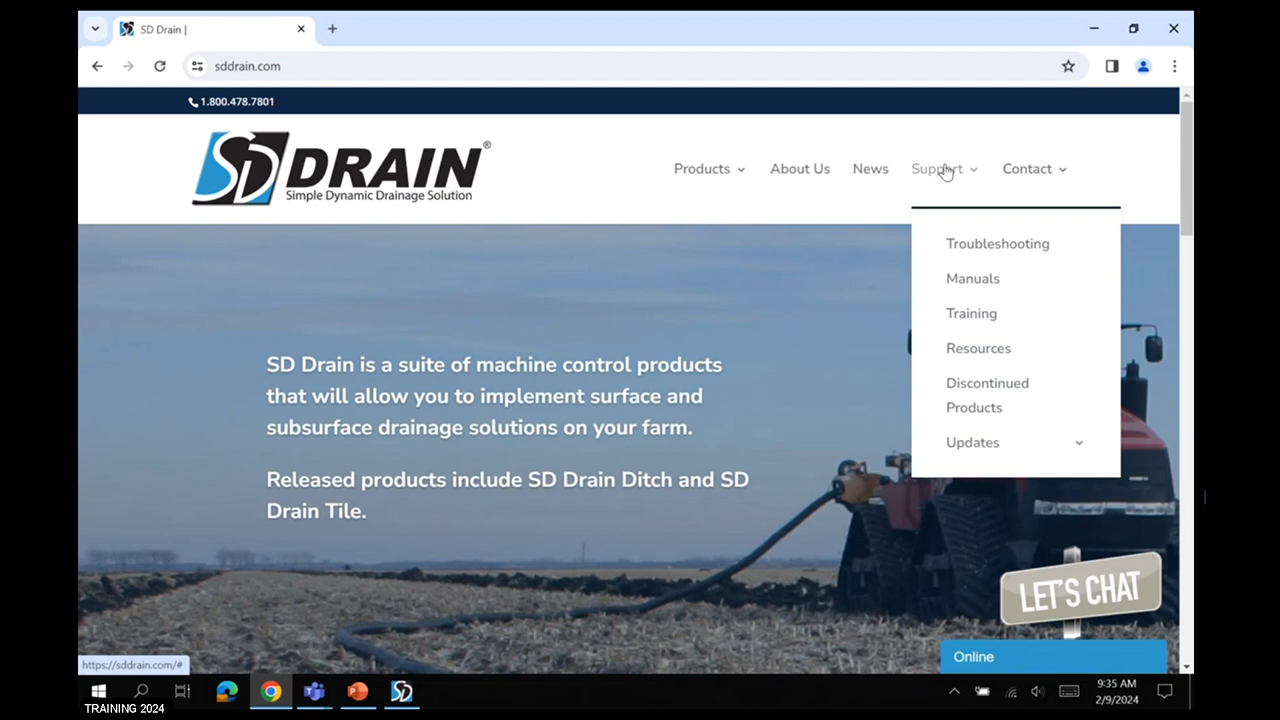 SD Drain |
sddrain.com
1.800.478.7801
SD DRAIN®
Simple Dynamic Drainage Solution
Products
About Us
News
Support
Contact
Troubleshooting
Manuals
Training
Resources
Discontinued
Products
Updates
SD Drain is a suite of machine control products
that will allow you to implement surface and
subsurface drainage solutions on your farm.
Released products include SD Drain Ditch and SD
Drain Tile.
LET'S CHAT
Online
https://sddrain.com/#
9:35 AM
2/9/2024
TRAINING 2024